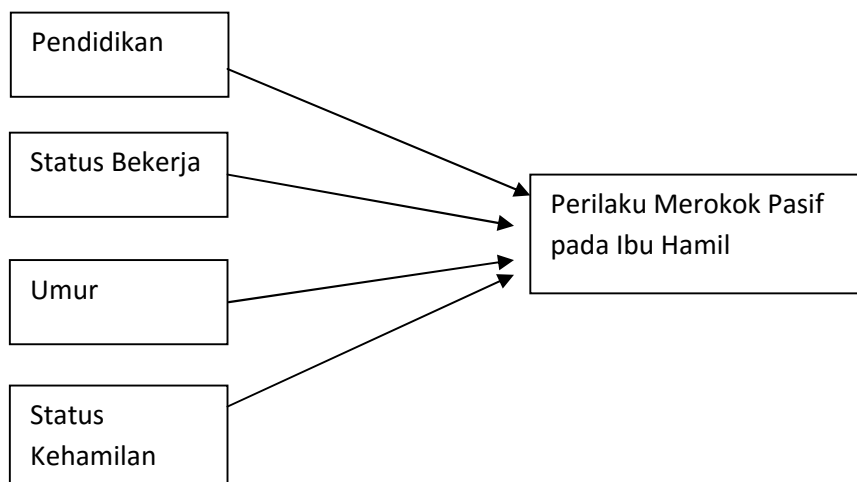 Pendidikan
Status Bekerja
Perilaku Merokok Pasif
pada Ibu Hamil
Umur
Status
Kehamilan